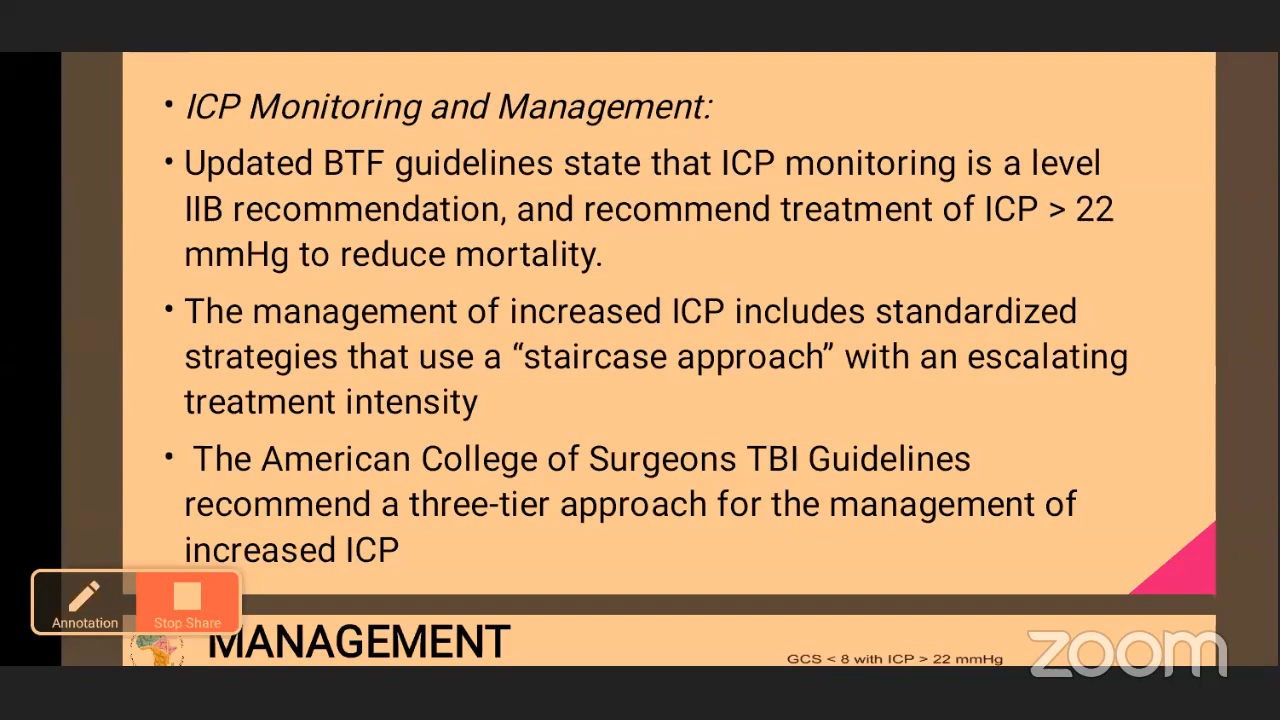 • ICP Monitoring and Management:
• Updated BTF guidelines state that ICP monitoring is a level
IIB recommendation, and recommend treatment of ICP > 22
mmHg to reduce mortality.
• The management of increased ICP includes standardized
strategies that use a “staircase approach” with an escalating
treatment intensity
• The American College of Surgeons TBI Guidelines
recommend a three-tier approach for the management of
increased ICP
Annotation
Stop Share
MANAGEMENT
GCS < 8 with ICP > 22 mmHg
zoom